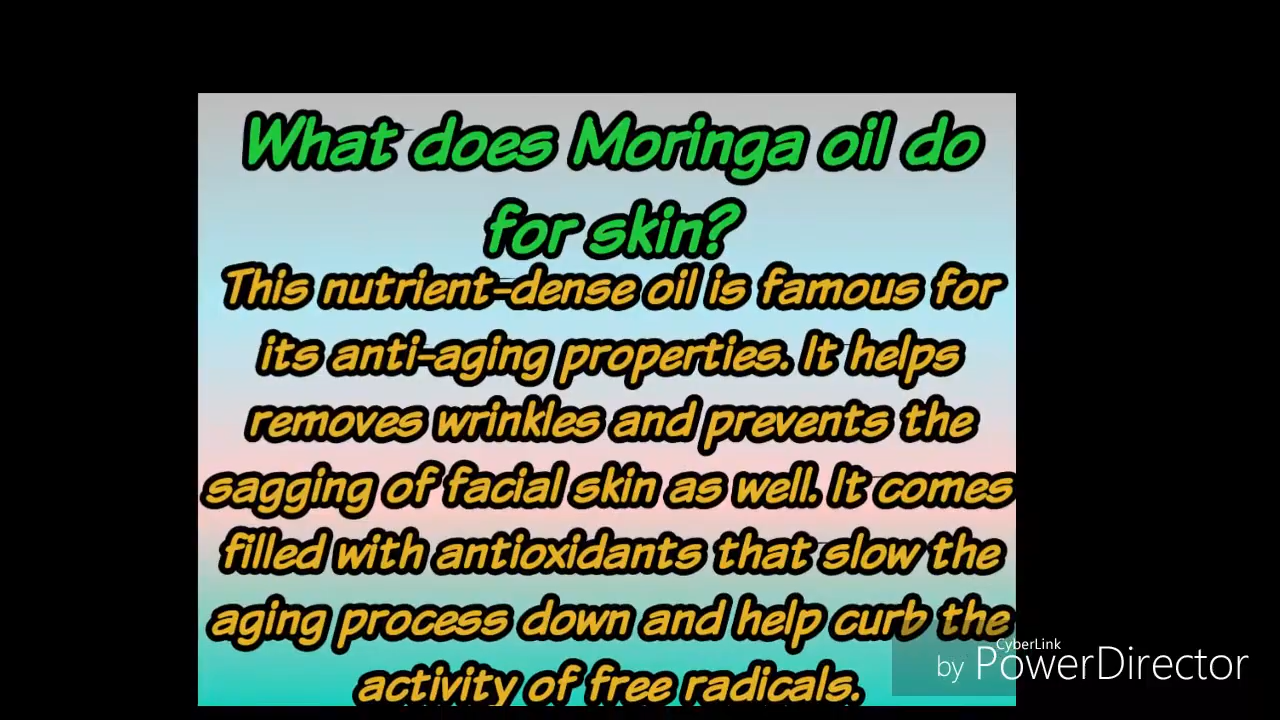 What does Moringa oil do
for skin?
This nutrient-dense oil is famous for
its anti-aging properties. It helps
removes wrinkles and prevents the
sagging of facial skin as well. It comes
filled with antioxidants that slow the
aging process down and help curb the
activity of free radicals.
CyberLink
by PowerDirector